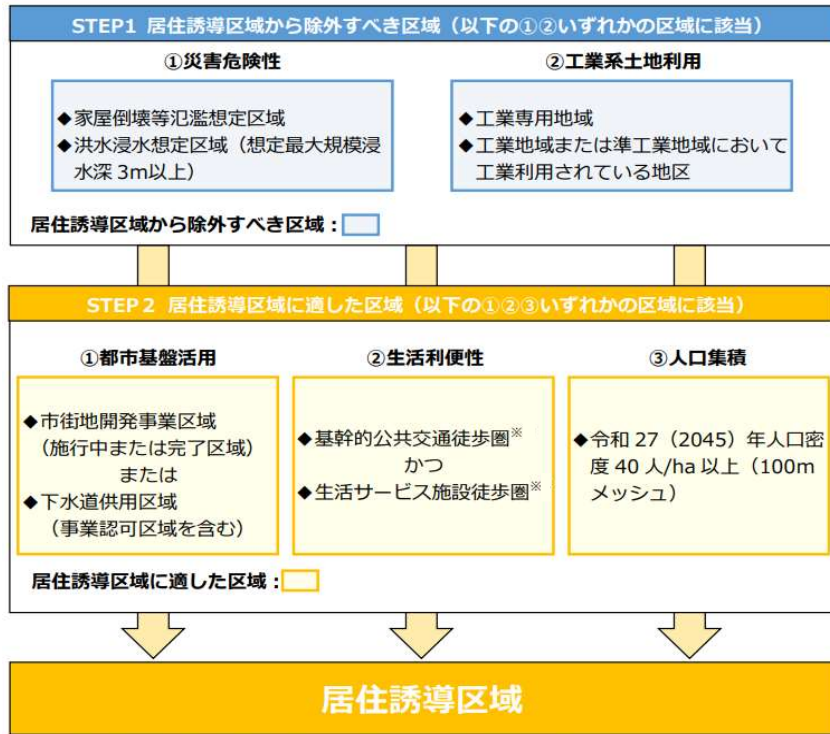 STEP1 居住誘導区域から除外すべき区域（以下の①②いずれかの区域に該当）
①災害危険性
◆家屋倒壊等氾濫想定区域
◆洪水浸水想定区域（想定最大規模浸
水深 3m以上）
②工業系土地利用
◆工業専用地域
◆工業地域または準工業地域において
工業利用されている地区
居住誘導区域から除外すべき区域：
STEP２ 居住誘導区域に適した区域（以下の①②③いずれかの区域に該当）
①都市基盤活用
◆市街地開発事業区域
（施行中または完了区域）
または
◆下水道供用区域
（事業認可区域を含む）
②生活利便性
◆基幹的公共交通徒歩圏※
かつ
◆生活サービス施設徒歩圏※
③人口集積
◆令和 27（2045）年人口密
度 40 人/ha 以上（100m
メッシュ）
居住誘導区域に適した区域：
居住誘導区域